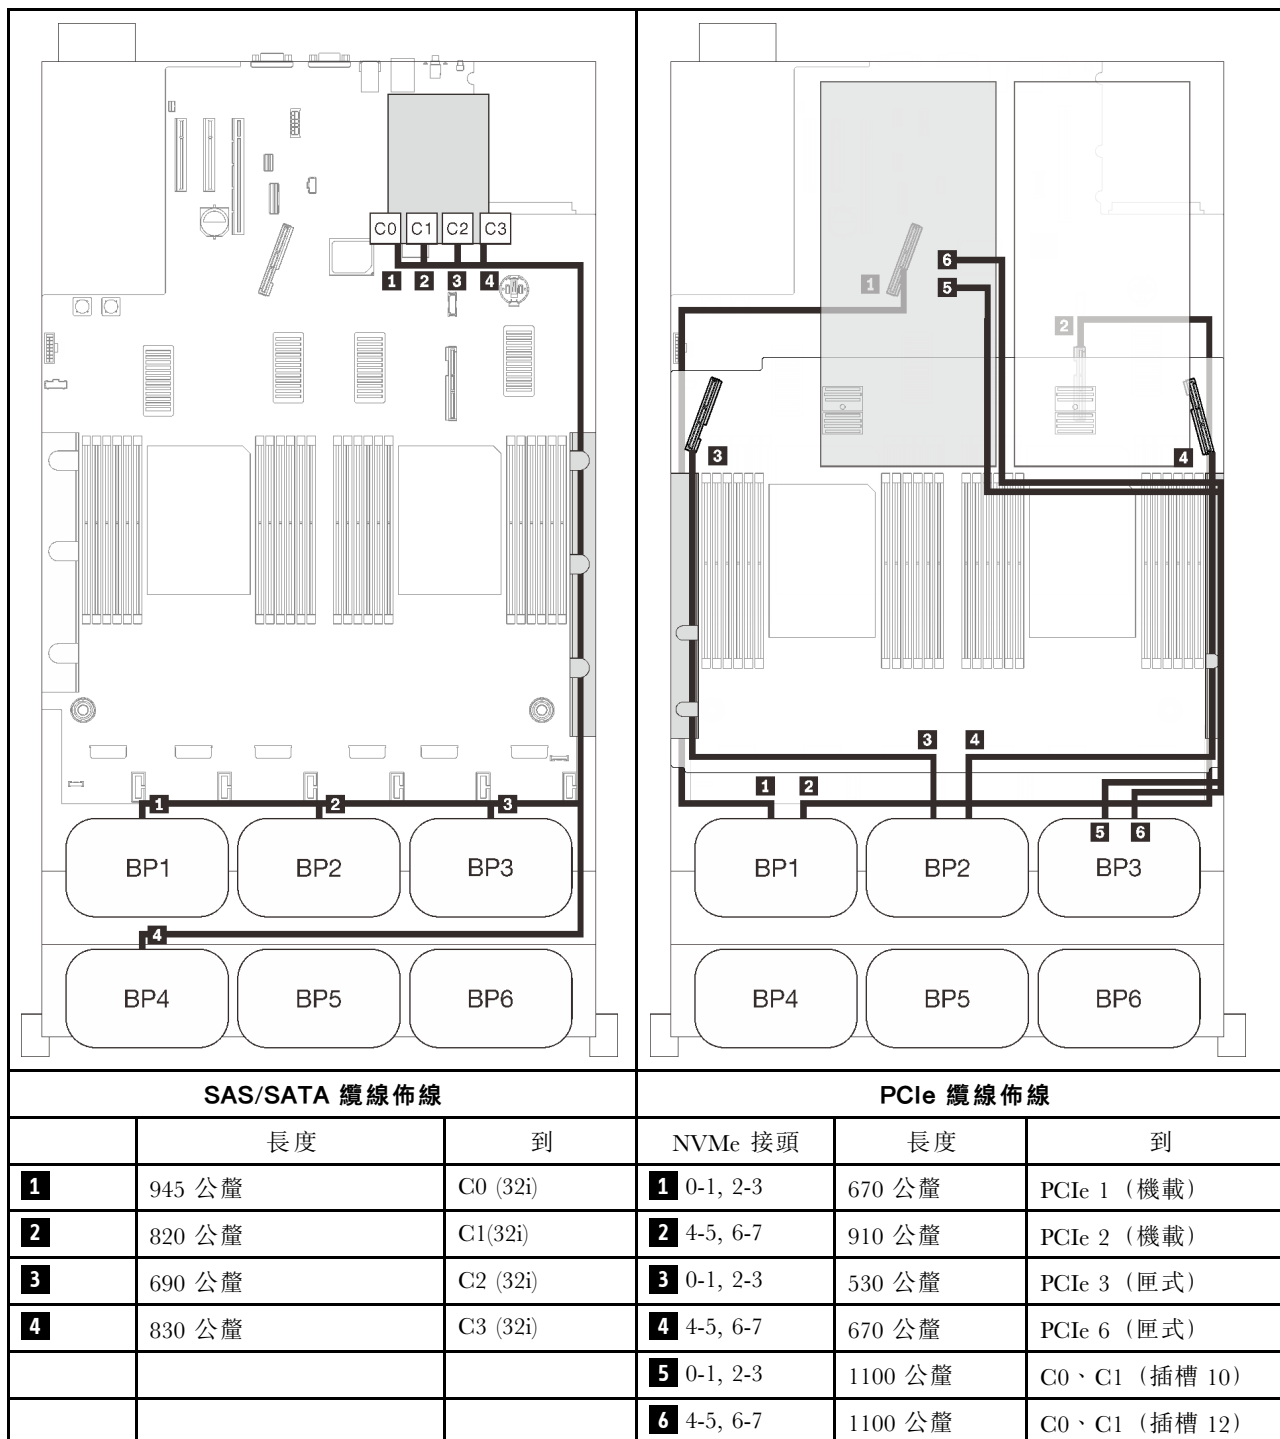 C0 C1 C2 C3
1 2 3 4
1 2 3
BP1 BP2 BP3
4
BP4 BP5 BP6
6
1 5
2
3 4
3 4
1 2
5 6
BP1 BP2 BP3
BP4 BP5 BP6
SAS/SATA 纜線佈線 PCIe 纜線佈線
長度 到 NVMe 接頭 長度 到
1 945 公釐 C0 (32i) 1 0-1, 2-3 670 公釐 PCIe 1（機載）
2 820 公釐 C1(32i) 2 4-5, 6-7 910 公釐 PCIe 2（機載）
3 690 公釐 C2 (32i) 3 0-1, 2-3 530 公釐 PCIe 3（匣式）
4 830 公釐 C3 (32i) 4 4-5, 6-7 670 公釐 PCIe 6（匣式）
5 0-1, 2-3 1100 公釐 C0、C1（插槽 10）
6 4-5, 6-7 1100 公釐 C0、C1（插槽 12）